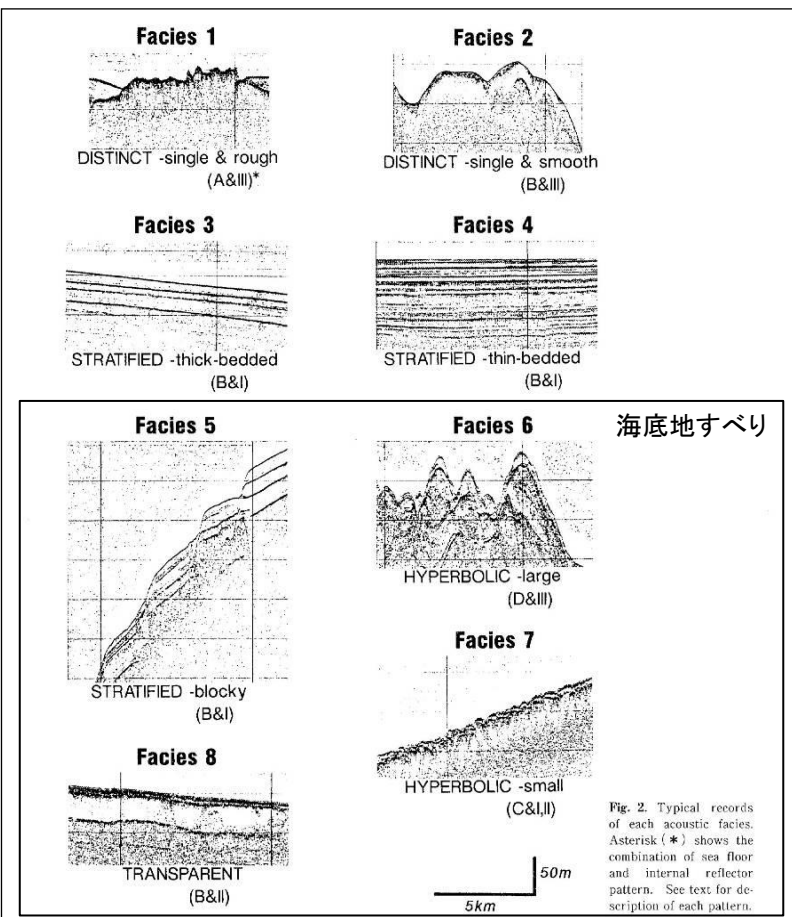 Facies 1
DISTINCT -single & rough
(A&III)*
Facies 2
DISTINCT -single & smooth
(B&III)
Facies 3
STRATIFIED -thick-bedded
(B&I)
Facies 4
STRATIFIED -thin-bedded
(B&I)
海底地すべり
Facies 5
STRATIFIED -blocky
(B&I)
Facies 6
HYPERBOLIC -large
(D&III)
Facies 7
HYPERBOLIC -small
(C&I,II)
Facies 8
TRANSPARENT
(B&II)
50m
5km
Fig. 2. Typical records
of each acoustic facies.
Asterisk (*) shows the
combination of sea floor
and internal reflector
pattern. See text for de-
scription of each pattern.